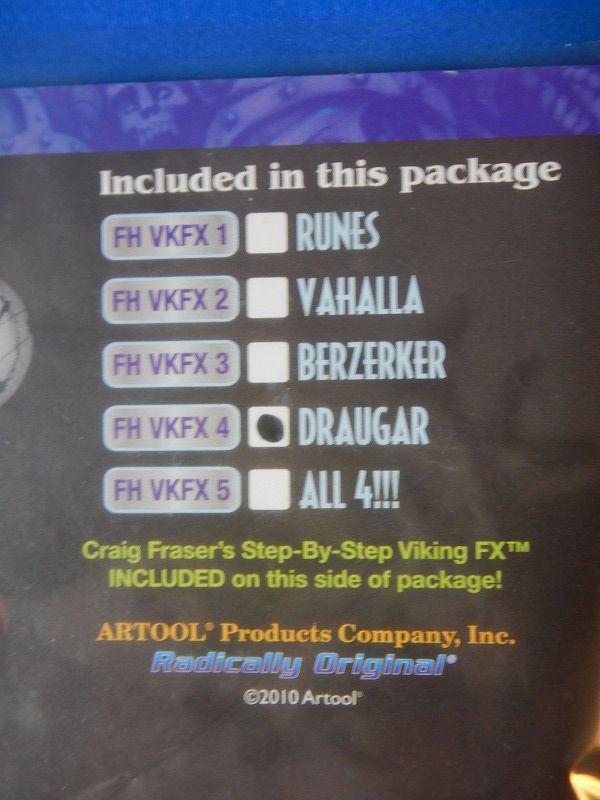 Included in this package
FH VKFX 1 RUNES
FH VKFX 2 VAHALLA
FH VKFX 3 BERZERKER
FH VKFX 4 DRAUGAR
FH VKFX 5 ALL 4!!!
Craig Fraser's Step-By-Step Viking FX™
INCLUDED on this side of package!
ARTOOL® Products Company, Inc.
Radically Original®
©2010 Artool®